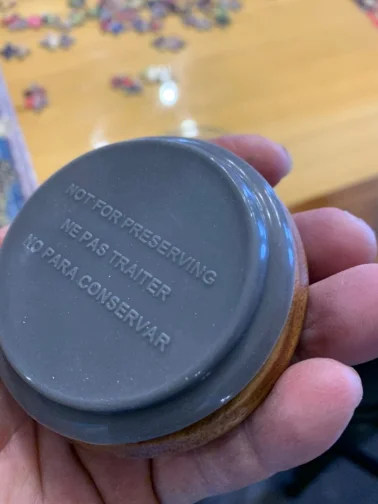 NOT FOR PRESERVING
NE PAS TRAITER
NO PARA CONSERVAR